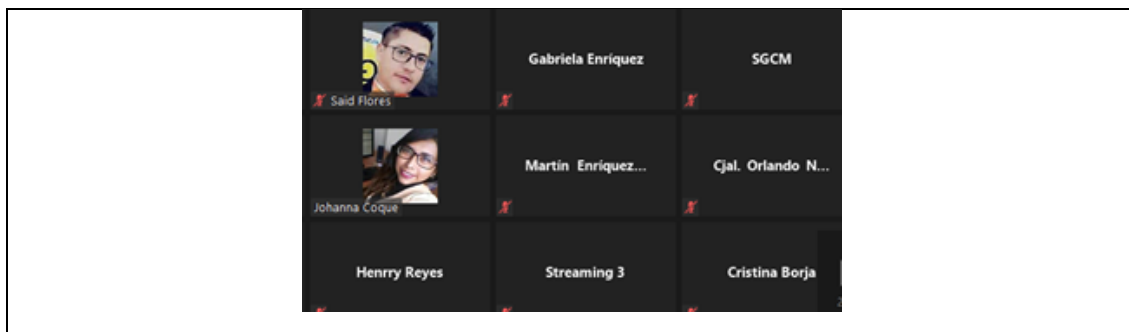 Said Flores
Gabriela Enríquez
SGCM
Johanna Coque
Martín Enríquez...
Cjal. Orlando N...
Henrry Reyes
Streaming 3
Cristina Borja